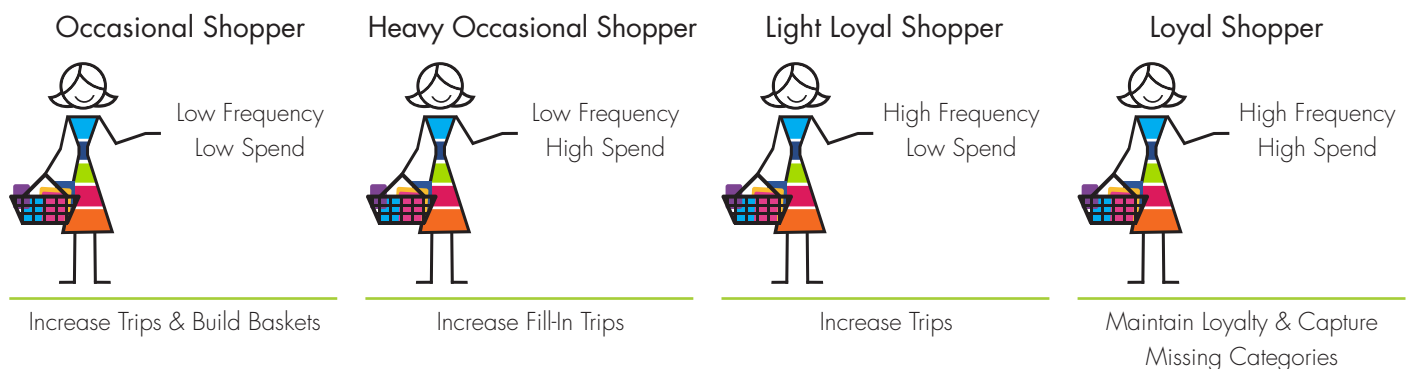 Occasional Shopper
Low Frequency
Low Spend
Increase Trips & Build Baskets
Heavy Occasional Shopper
Low Frequency
High Spend
Increase Fill-In Trips
Light Loyal Shopper
High Frequency
Low Spend
Increase Trips
Loyal Shopper
High Frequency
High Spend
Maintain Loyalty & Capture
Missing Categories